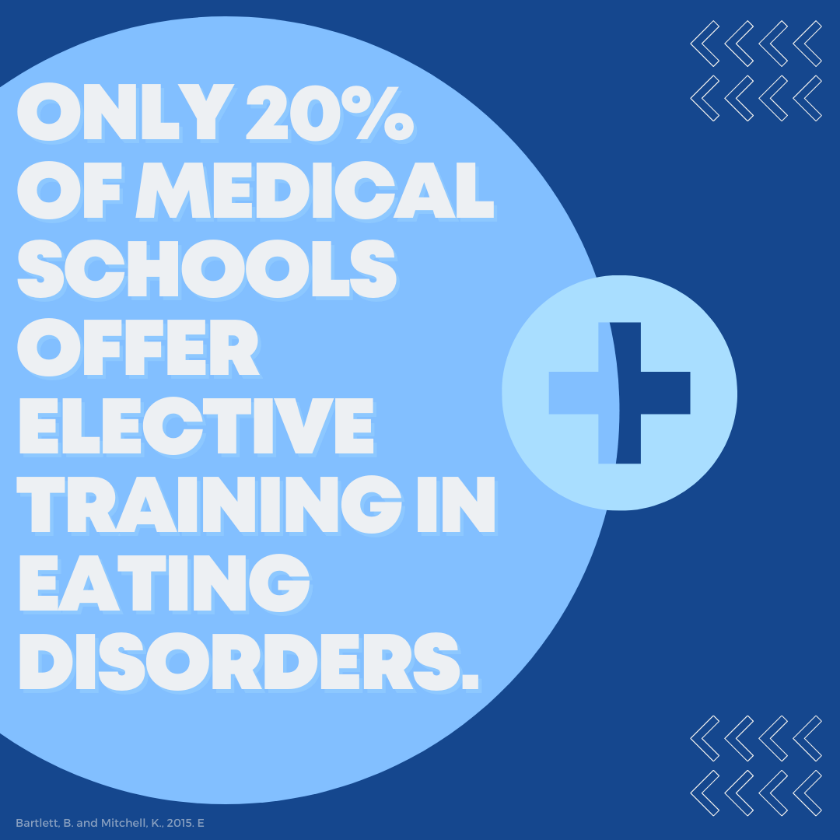 ONLY 20%
OF MEDICAL
SCHOOLS
OFFER
ELECTIVE
TRAINING IN
EATING
DISORDERS.
Bartlett, B. and Mitchell, K., 2015. E